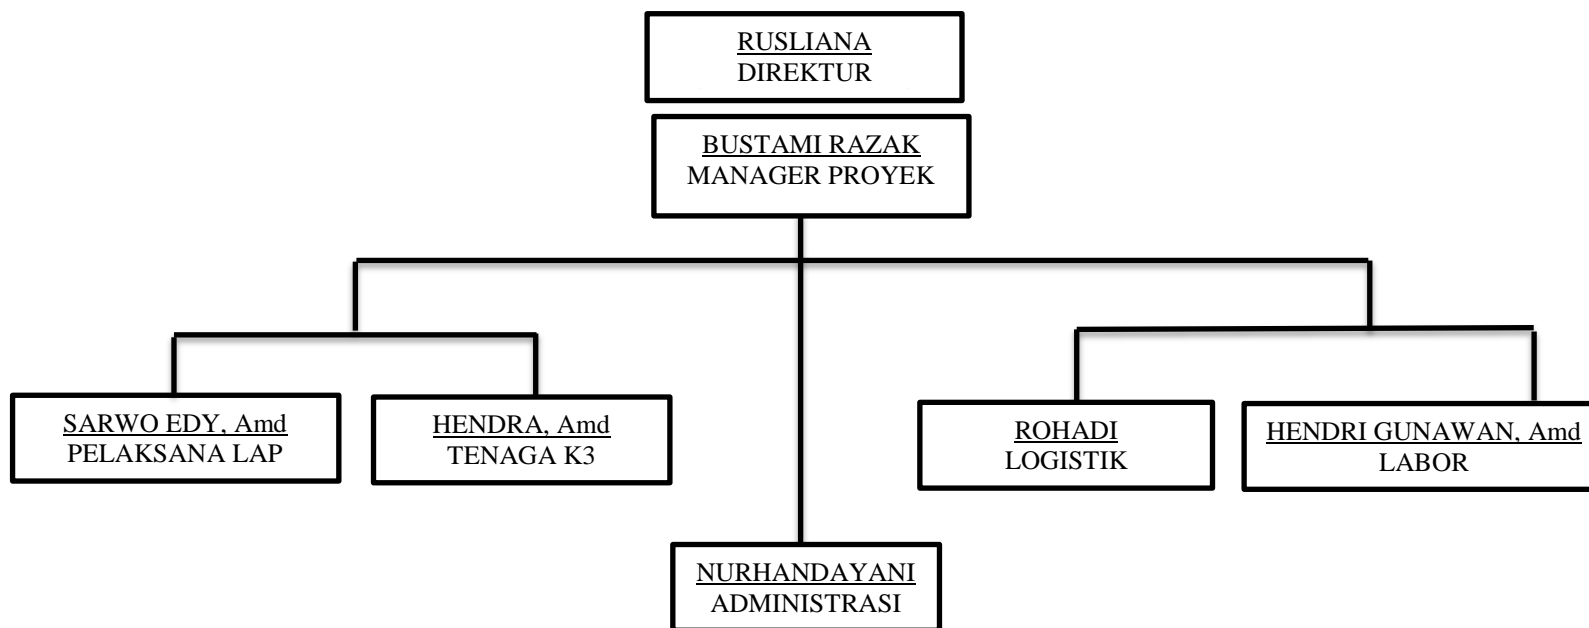 RUSLIANA
DIREKTUR
BUSTAMI RAZAK
MANAGER PROYEK
SARWO EDY, Amd
PELAKSANA LAP
HENDRA, Amd
TENAGA K3
ROHADI
LOGISTIK
HENDRI GUNAWAN, Amd
LABOR
NURHANDAYANI
ADMINISTRASI